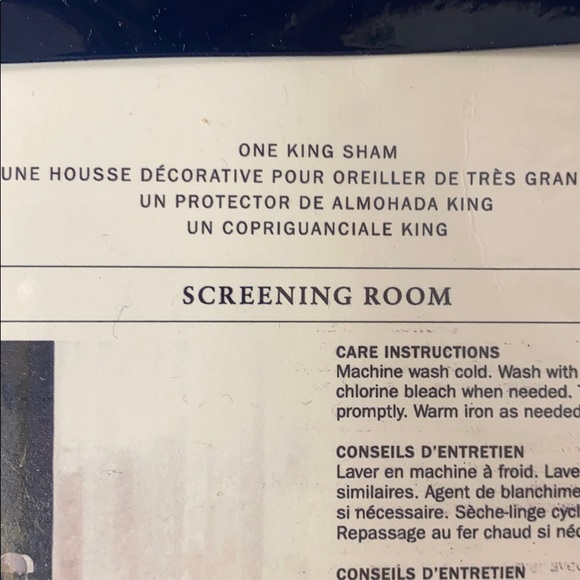 ONE KING SHAM
UNE HOUSSE DÉCORATIVE POUR OREILLER DE TRÈS GRAN
UN PROTECTOR DE ALMOHADA KING
UN COPRIGUANCIALE KING
SCREENING ROOM
CARE INSTRUCTIONS
Machine wash cold. Wash with
chlorine bleach when needed.
promptly. Warm iron as needed
CONSEILS D'ENTRETIEN
Laver en machine à froid. Lave
similaires. Agent de blanchime
si nécessaire. Sèche-linge cycl
Repassage au fer chaud si néc
CONSEILS D'ENTRETIEN